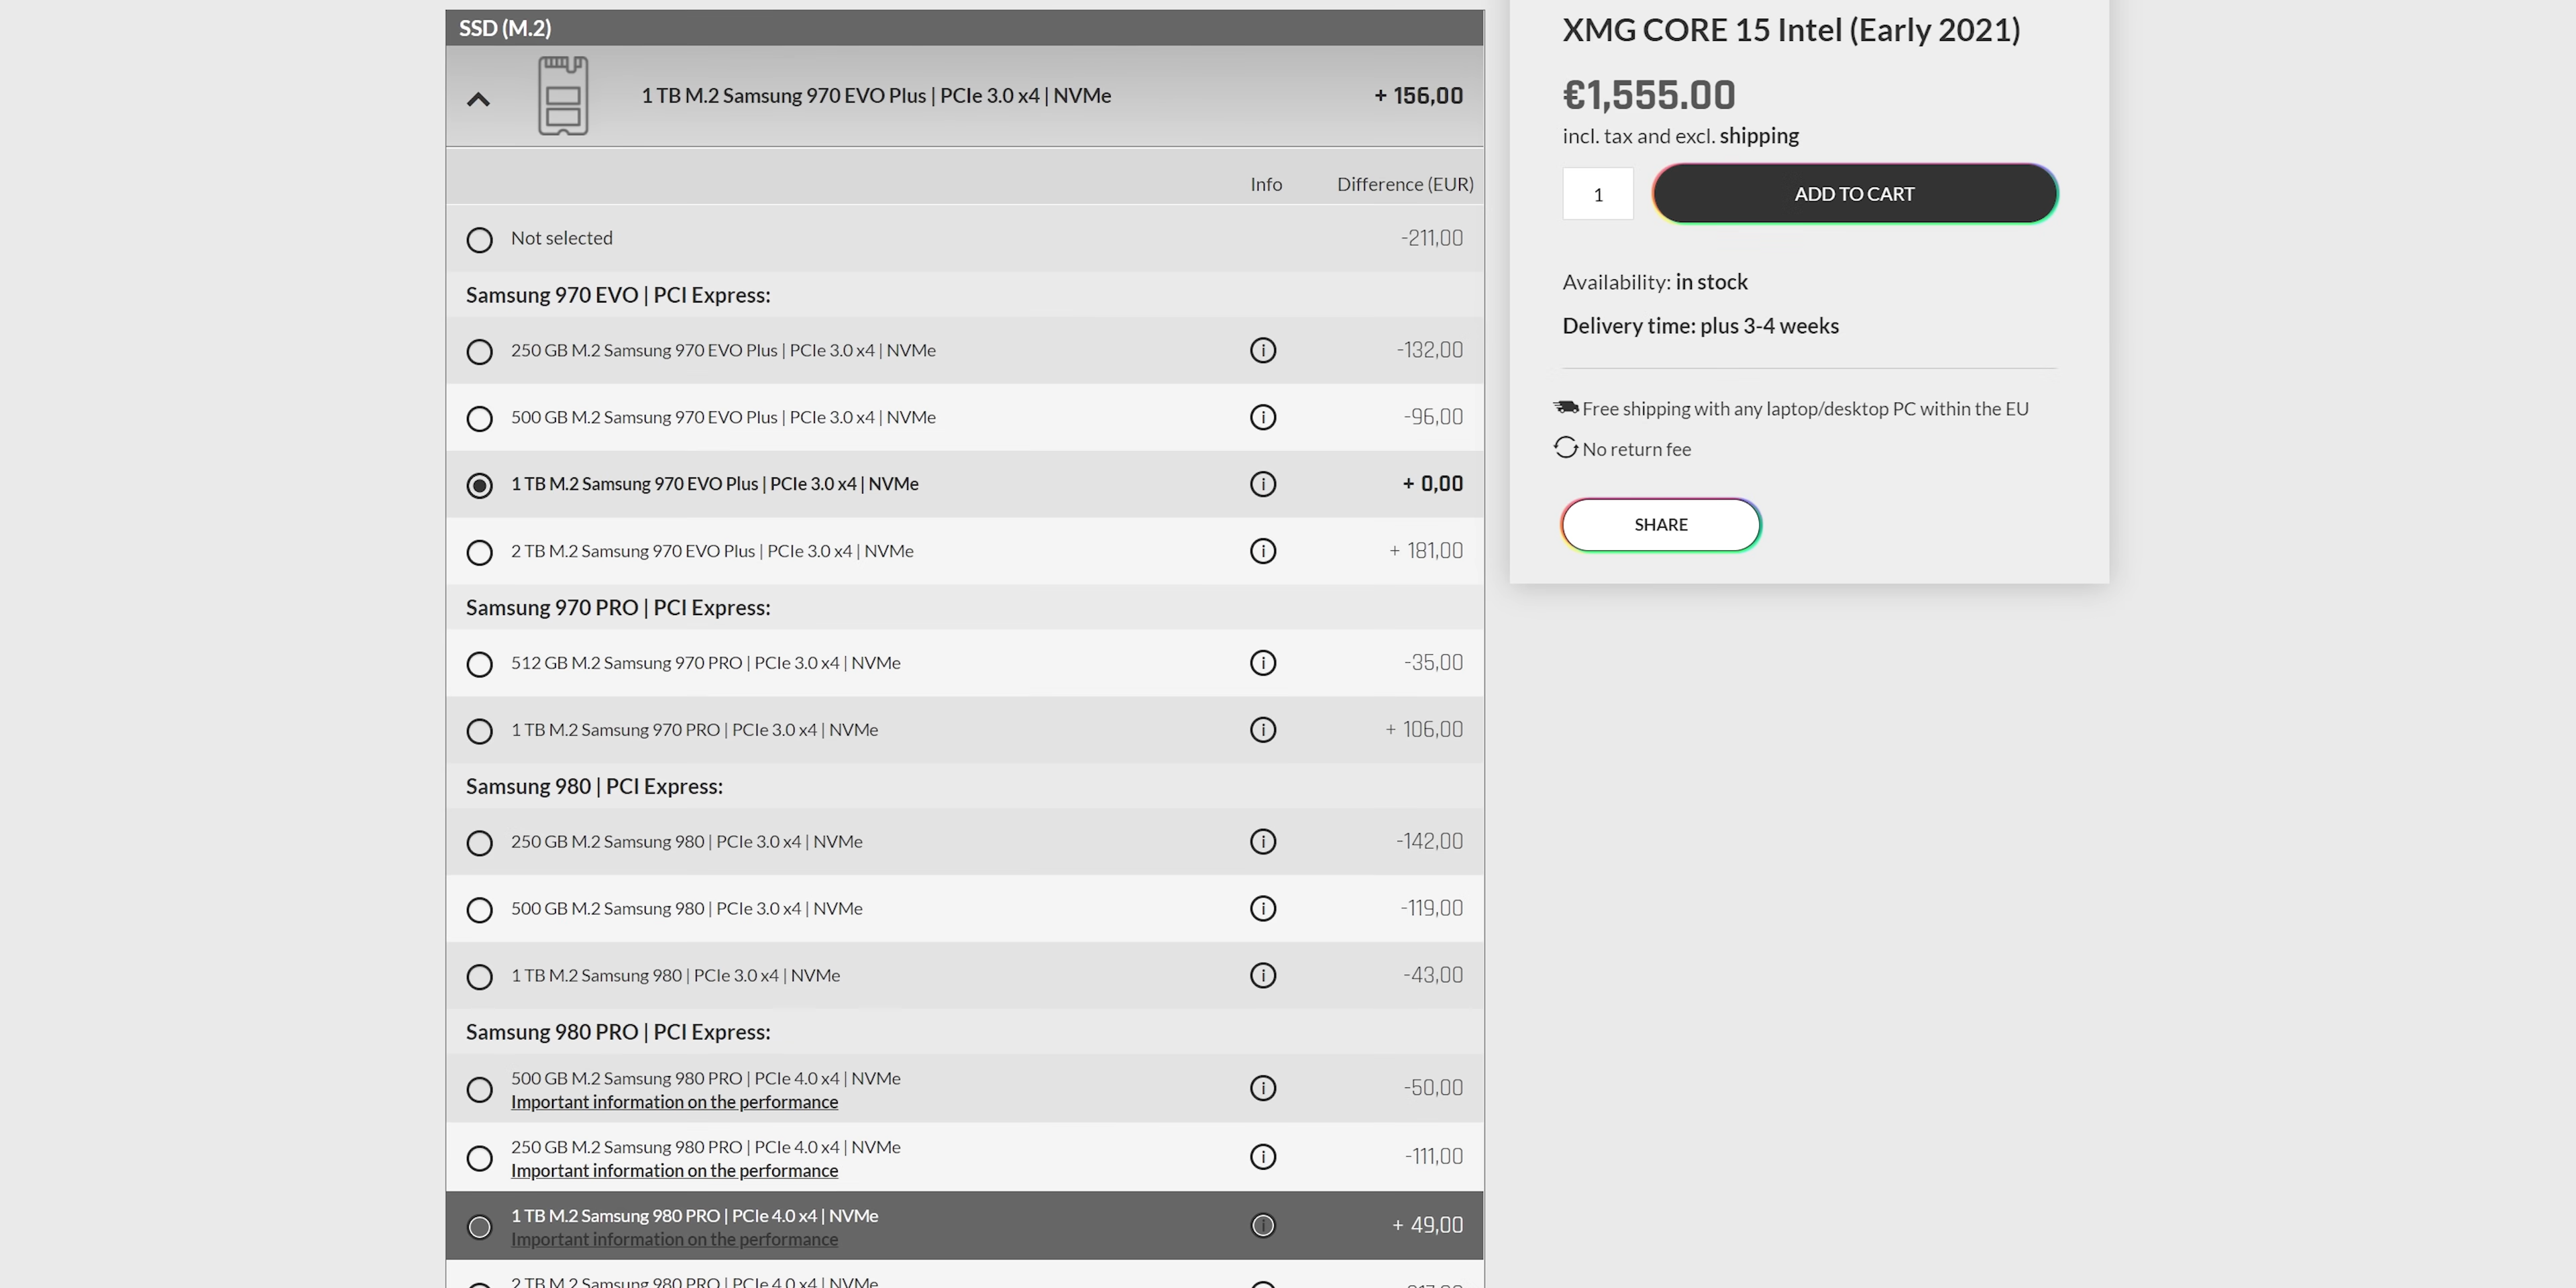 SSD (M.2)
1 TB M.2 Samsung 970 EVO Plus | PCIe 3.0 x4 | NVMe + 156,00
Info Difference (EUR)
Not selected -211,00
Samsung 970 EVO | PCI Express:
250 GB M.2 Samsung 970 EVO Plus | PCIe 3.0 x4 | NVMe -132,00
500 GB M.2 Samsung 970 EVO Plus | PCIe 3.0 x4 | NVMe -96,00
1 TB M.2 Samsung 970 EVO Plus | PCIe 3.0 x4 | NVMe + 0,00
2 TB M.2 Samsung 970 EVO Plus | PCIe 3.0 x4 | NVMe + 181,00
Samsung 970 PRO | PCI Express:
512 GB M.2 Samsung 970 PRO | PCIe 3.0 x4 | NVMe -35,00
1 TB M.2 Samsung 970 PRO | PCIe 3.0 x4 | NVMe + 106,00
Samsung 980 | PCI Express:
250 GB M.2 Samsung 980 | PCIe 3.0 x4 | NVMe -142,00
500 GB M.2 Samsung 980 | PCIe 3.0 x4 | NVMe -119,00
1 TB M.2 Samsung 980 | PCIe 3.0 x4 | NVMe -43,00
Samsung 980 PRO | PCI Express:
500 GB M.2 Samsung 980 PRO | PCIe 4.0 x4 | NVMe -50,00
Important information on the performance
250 GB M.2 Samsung 980 PRO | PCIe 4.0 x4 | NVMe -111,00
Important information on the performance
1 TB M.2 Samsung 980 PRO | PCIe 4.0 x4 | NVMe + 49,00
Important information on the performance
2 TB M.2 Samsung 980 PRO | PCIe 4.0 x4 | NVMe
XMG CORE 15 Intel (Early 2021)
€1,555.00
incl. tax and excl. shipping
1 ADD TO CART
Availability: in stock
Delivery time: plus 3-4 weeks
Free shipping with any laptop/desktop PC within the EU
No return fee
SHARE